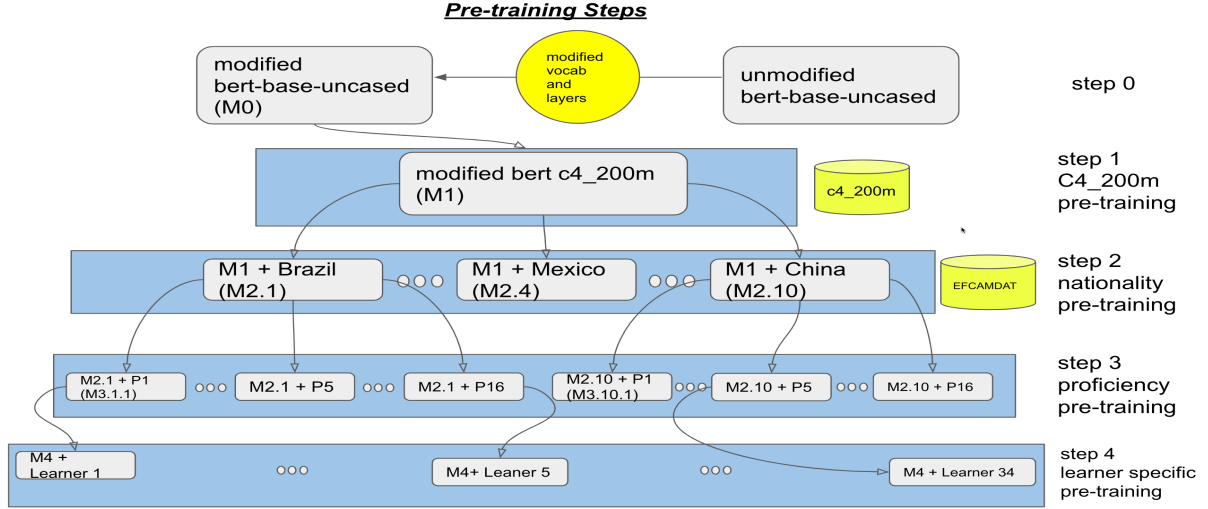 Pre-training Steps
modified
bert-base-uncased
(M0)
modified
vocab
and
layers
unmodified
bert-base-uncased
step 0
modified bert c4_200m
(M1)
c4_200m
step 1
C4_200m
pre-training
M1 + Brazil
(M2.1)
M1 + Mexico
(M2.4)
M1 + China
(M2.10)
EFCAMDAT
step 2
nationality
pre-training
M2.1 + P1
(M3.1.1)
M2.1 + P5
M2.1 + P16
M2.10 + P1
(M3.10.1)
M2.10 + P5
M2.10 + P16
step 3
proficiency
pre-training
M4 +
Learner 1
M4+ Leaner 5
M4 + Learner 34
step 4
learner specific
pre-training